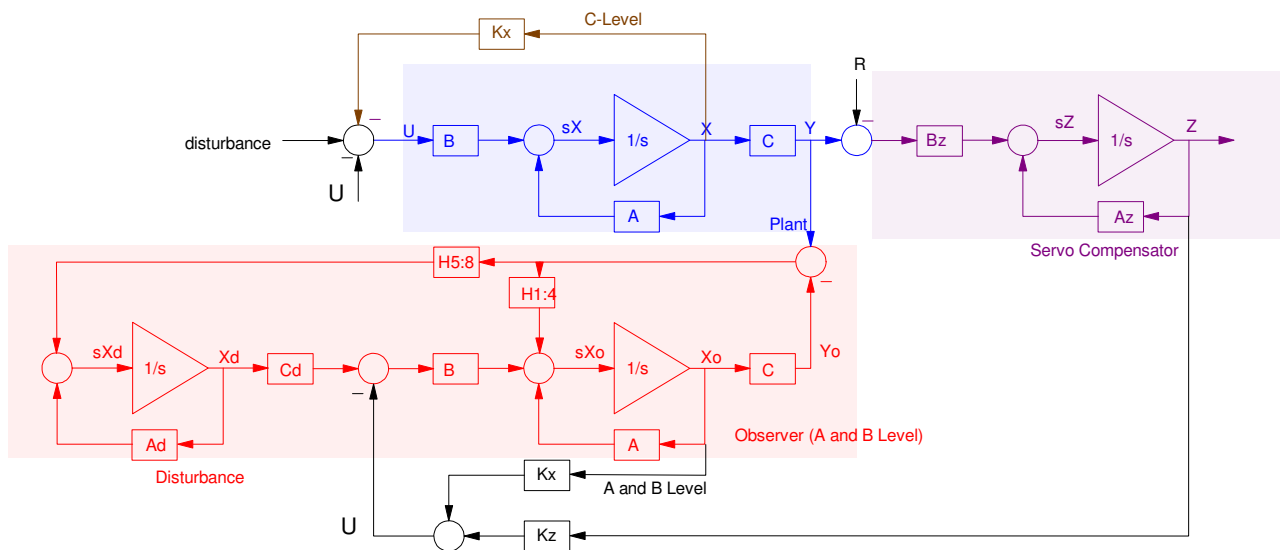 C-Level
Kx
R
disturbance
U
B
sX
1/s
X
C
Y
Bz
sZ
1/s
Z
U
A
Az
Plant
Servo Compensator
H5:8
H1:4
sXd
1/s
Xd
Cd
B
sXo
1/s
Xo
C
Yo
Ad
A
Observer (A and B Level)
Disturbance
Kx
A and B Level
U
Kz